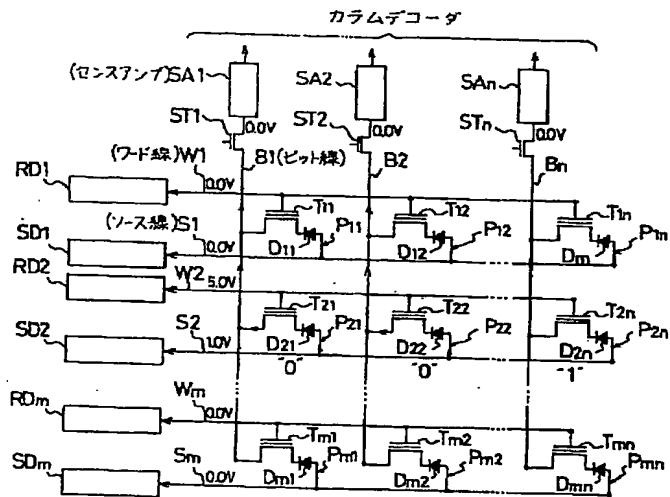 カラムデコーダ
(センスアンプ)SA1 SA2 SAn
ST1 0.0V ST2 0.0V STn 0.0V
(ワード線)W1 B1(ビット線) B2 Bn
RD1 0.0V T11 T12 T1n
(ソース線)S1 P11 P12 P1n
SD1 0.0V D11 D12 Dm
RD2 W2 5.0V T21 T22 T2n
P21 P22 P2n
SD2 S2 1.0V D21 D22 D2n
"0" "0" "1"
RDm Wm 0.0V Tm1 Tm2 Tmn
Sm Pm1 Pm2 Pmn
SDm 0.0V Dm1 Dm2 Dmn